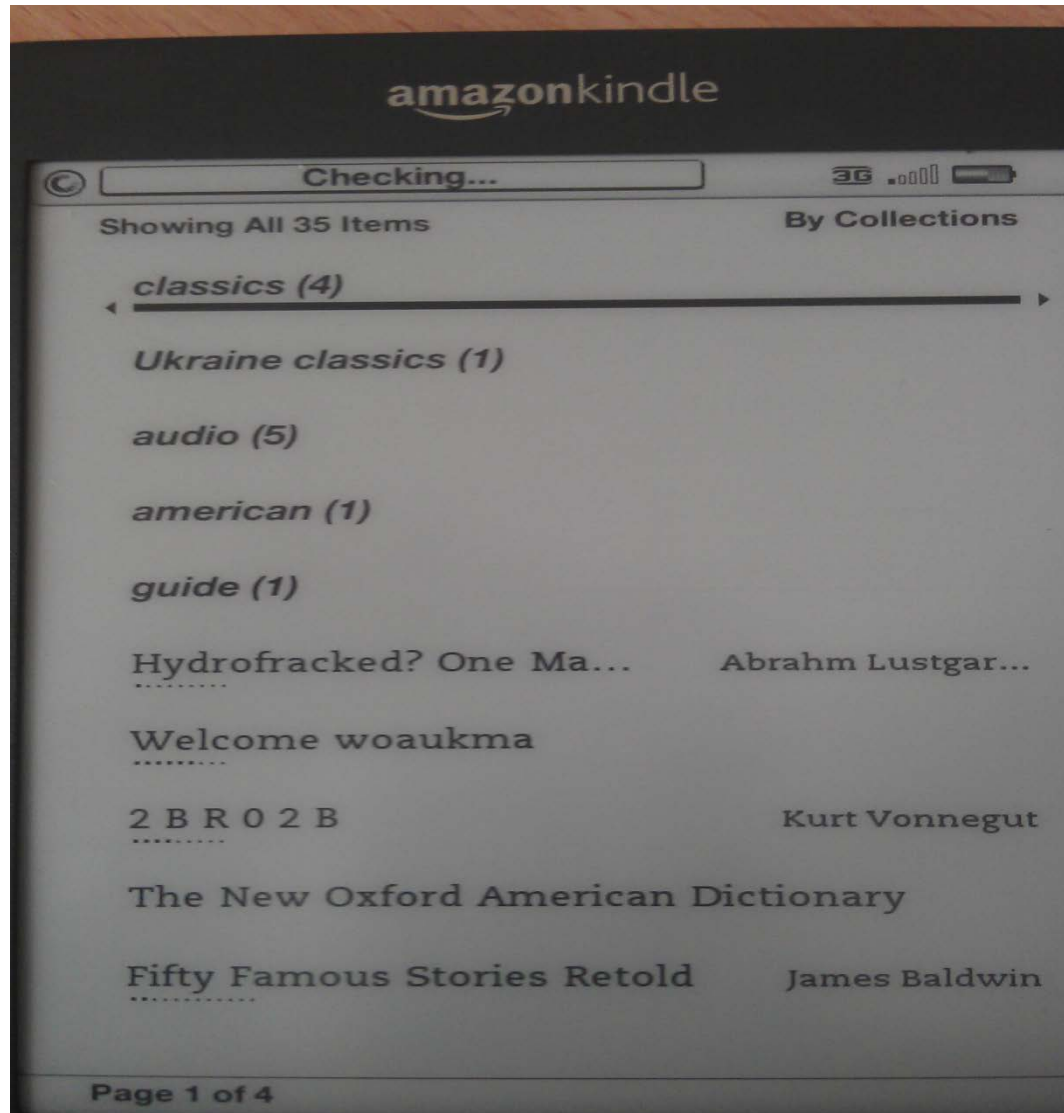 amazonkindle
Checking... 3G
Showing All 35 Items By Collections
classics (4)
Ukraine classics (1)
audio (5)
american (1)
guide (1)
Hydrofracked? One Ma... Abrahm Lustgar...
Welcome woaukma
2 B R 0 2 B Kurt Vonnegut
The New Oxford American Dictionary
Fifty Famous Stories Retold James Baldwin
Page 1 of 4